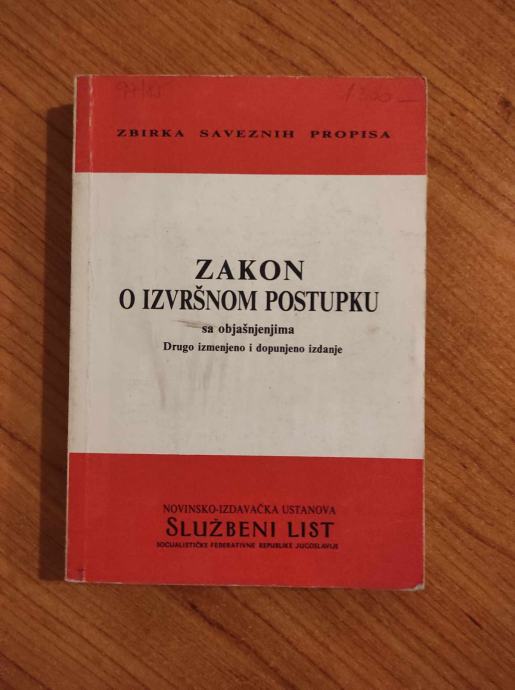 ZBIRKA SAVEZNIH PROPISA
ZAKON
O IZVRŠNOM POSTUPKU
sa objašnjenjima
Drugo izmenjeno i dopunjeno izdanje
NOVINSKO-IZDAVAČKA USTANOVA
SLUŽBENI LIST
SOCIJALISTIČKE FEDERATIVNE REPUBLIKE JUGOSLAVIJE